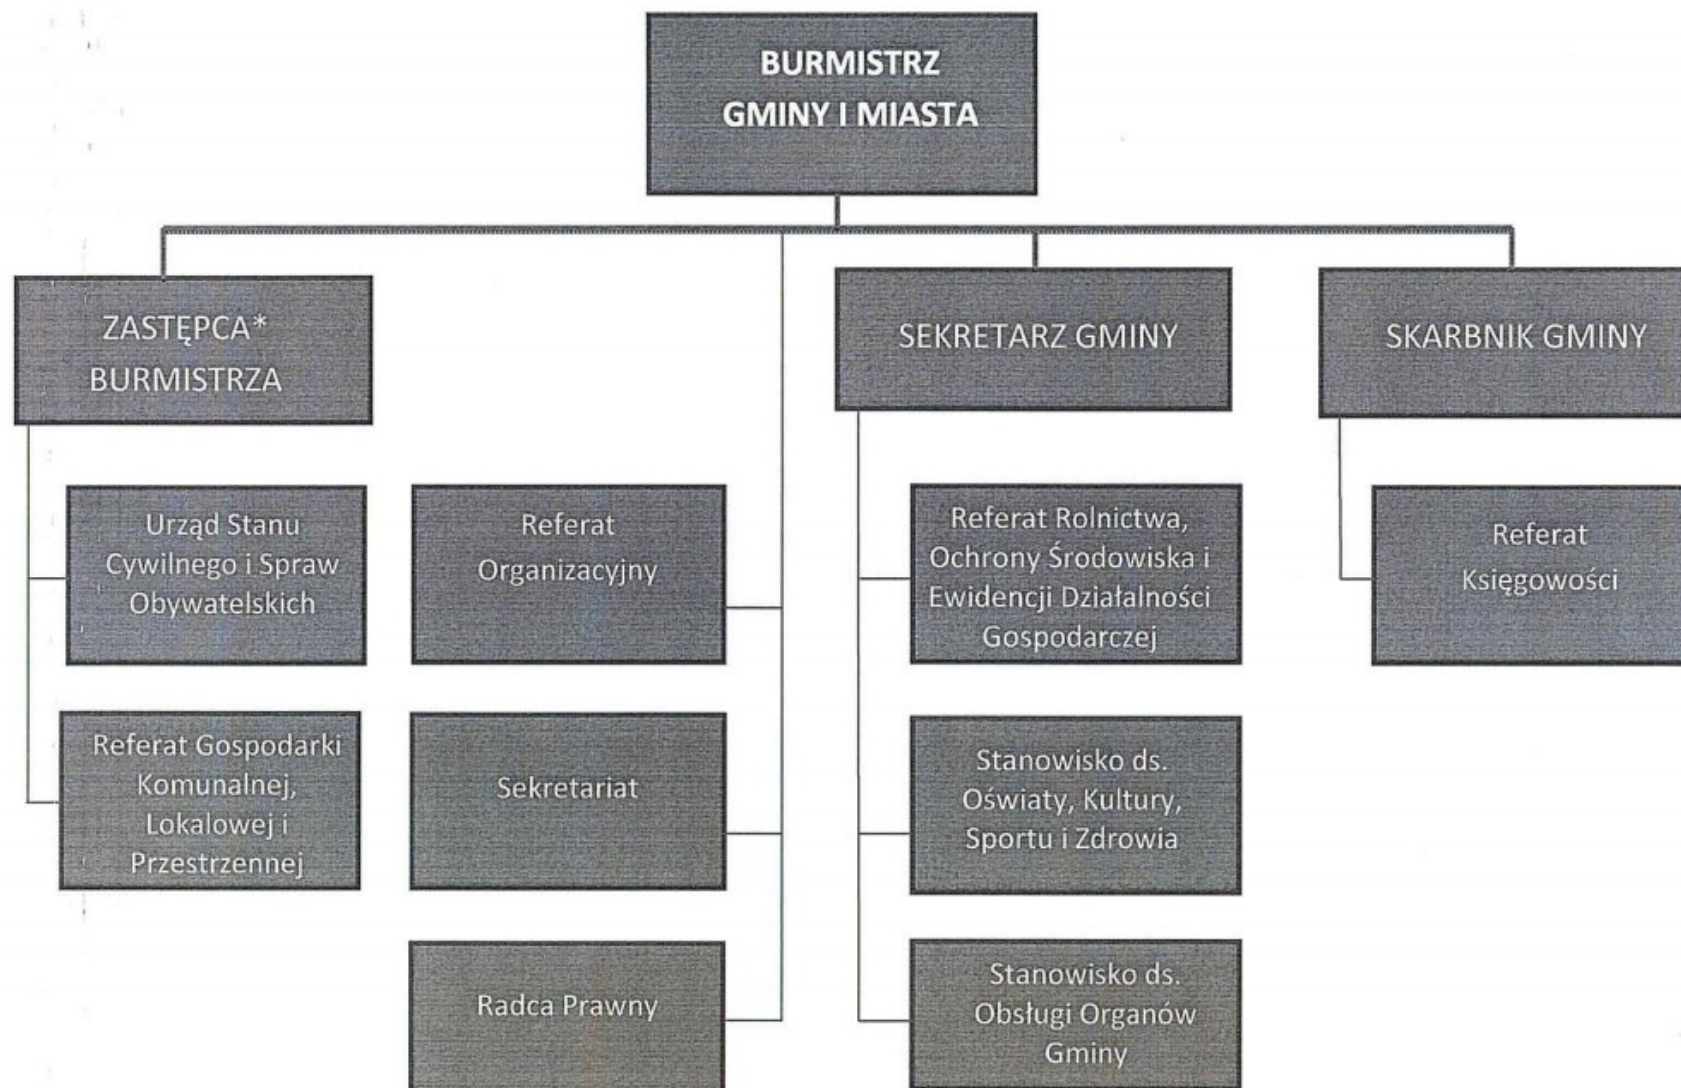 BURMISTRZ
GMINY I MIASTA
ZASTĘPCA*
BURMISTRZA
SEKRETARZ GMINY
SKARBNIK GMINY
Urząd Stanu
Cywilnego i Spraw
Obywatelskich
Referat
Organizacyjny
Referat Rolnictwa,
Ochrony Środowiska i
Ewidencji Działalności
Gospodarczej
Referat
Księgowości
Referat Gospodarki
Komunalnej,
Lokalowej i
Przestrzennej
Sekretariat
Stanowisko ds.
Oświaty, Kultury,
Sportu i Zdrowia
Radca Prawny
Stanowisko ds.
Obsługi Organów
Gminy